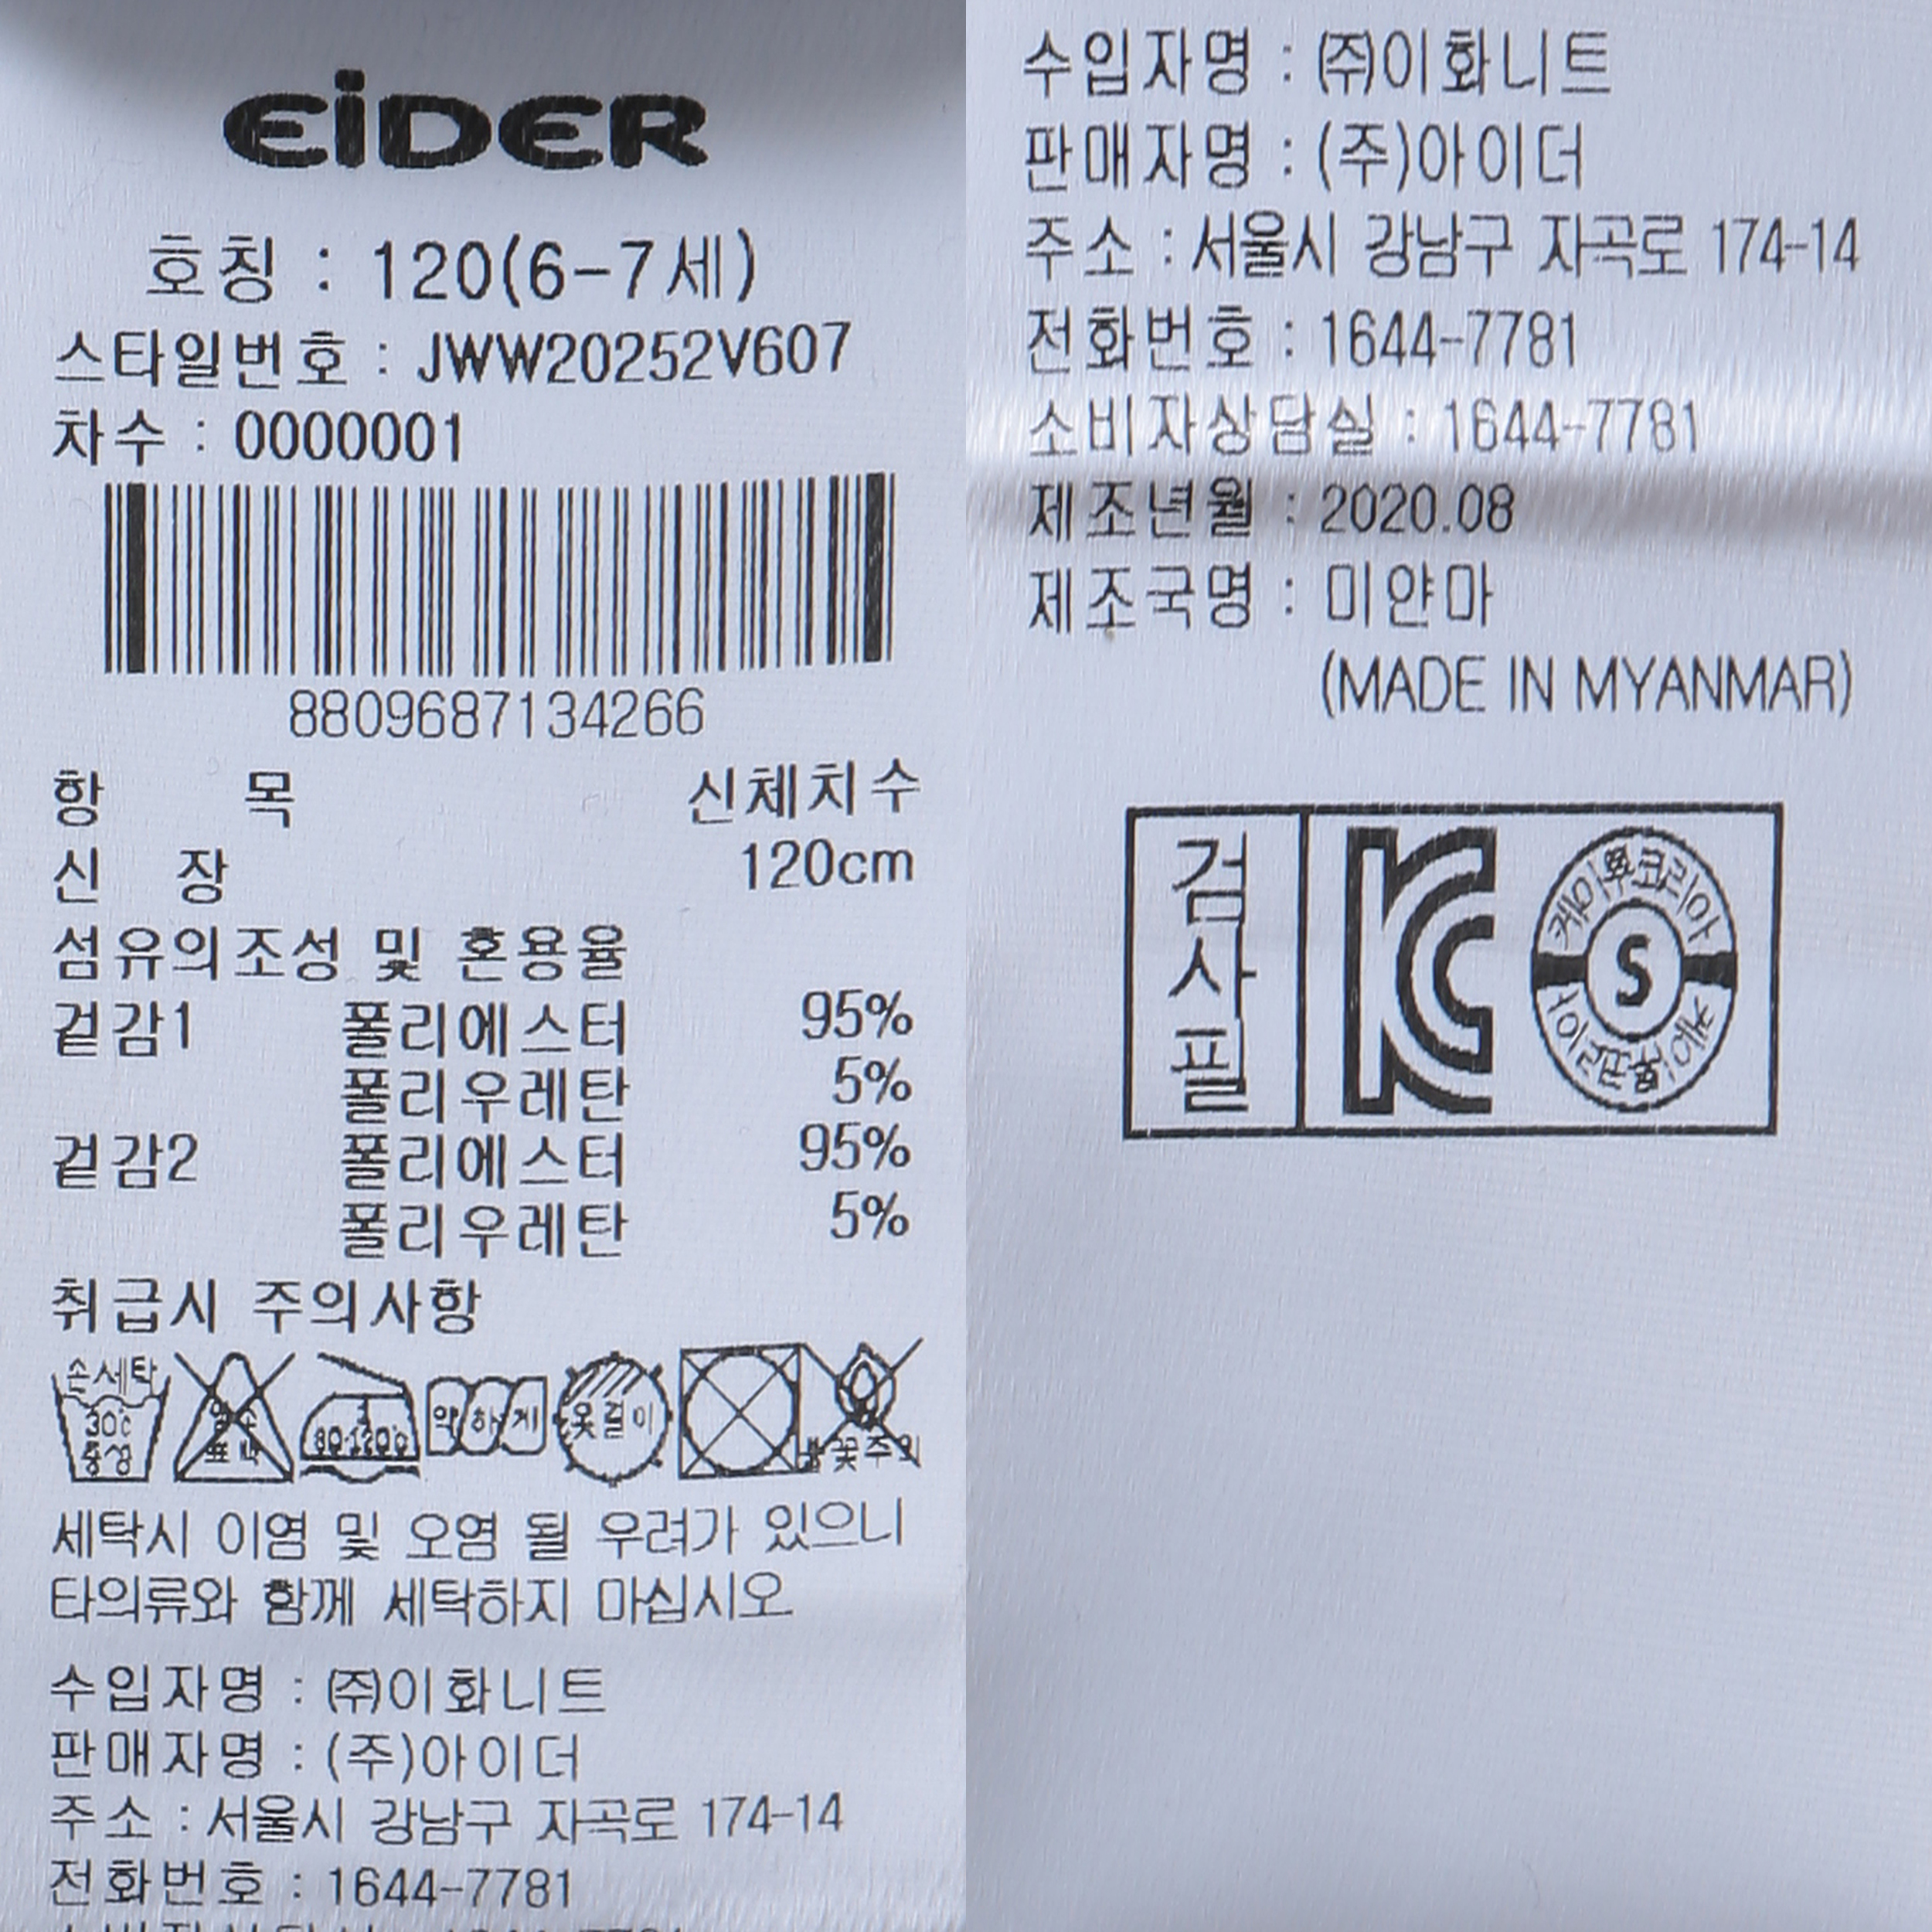 EiDER
호칭 : 120(6-7세)
스타일번호 : JWW20252V607
차수 : 0000001
8809687134266
항 목 신체치수
신 장 120cm
섬유의조성 및 혼용율
겉감1 폴리에스터 95%
폴리우레탄 5%
겉감2 폴리에스터 95%
폴리우레탄 5%
취급시 주의사항
손세탁 30℃ 중성
염소 표백
80-120℃
약하게
옷걸이
불꽃주의
세탁시 이염 및 오염 될 우려가 있으니
타의류와 함께 세탁하지 마십시오
수입자명 : ㈜이화니트
판매자명 : (주)아이더
주소 : 서울시 강남구 자곡로 174-14
전화번호 : 1644-7781
수입자명 : ㈜이화니트
판매자명 : (주)아이더
주소 : 서울시 강남구 자곡로 174-14
전화번호 : 1644-7781
소비자상담실 : 1644-7781
제조년월 : 2020.08
제조국명 : 미얀마
(MADE IN MYANMAR)
검사필
KC
S